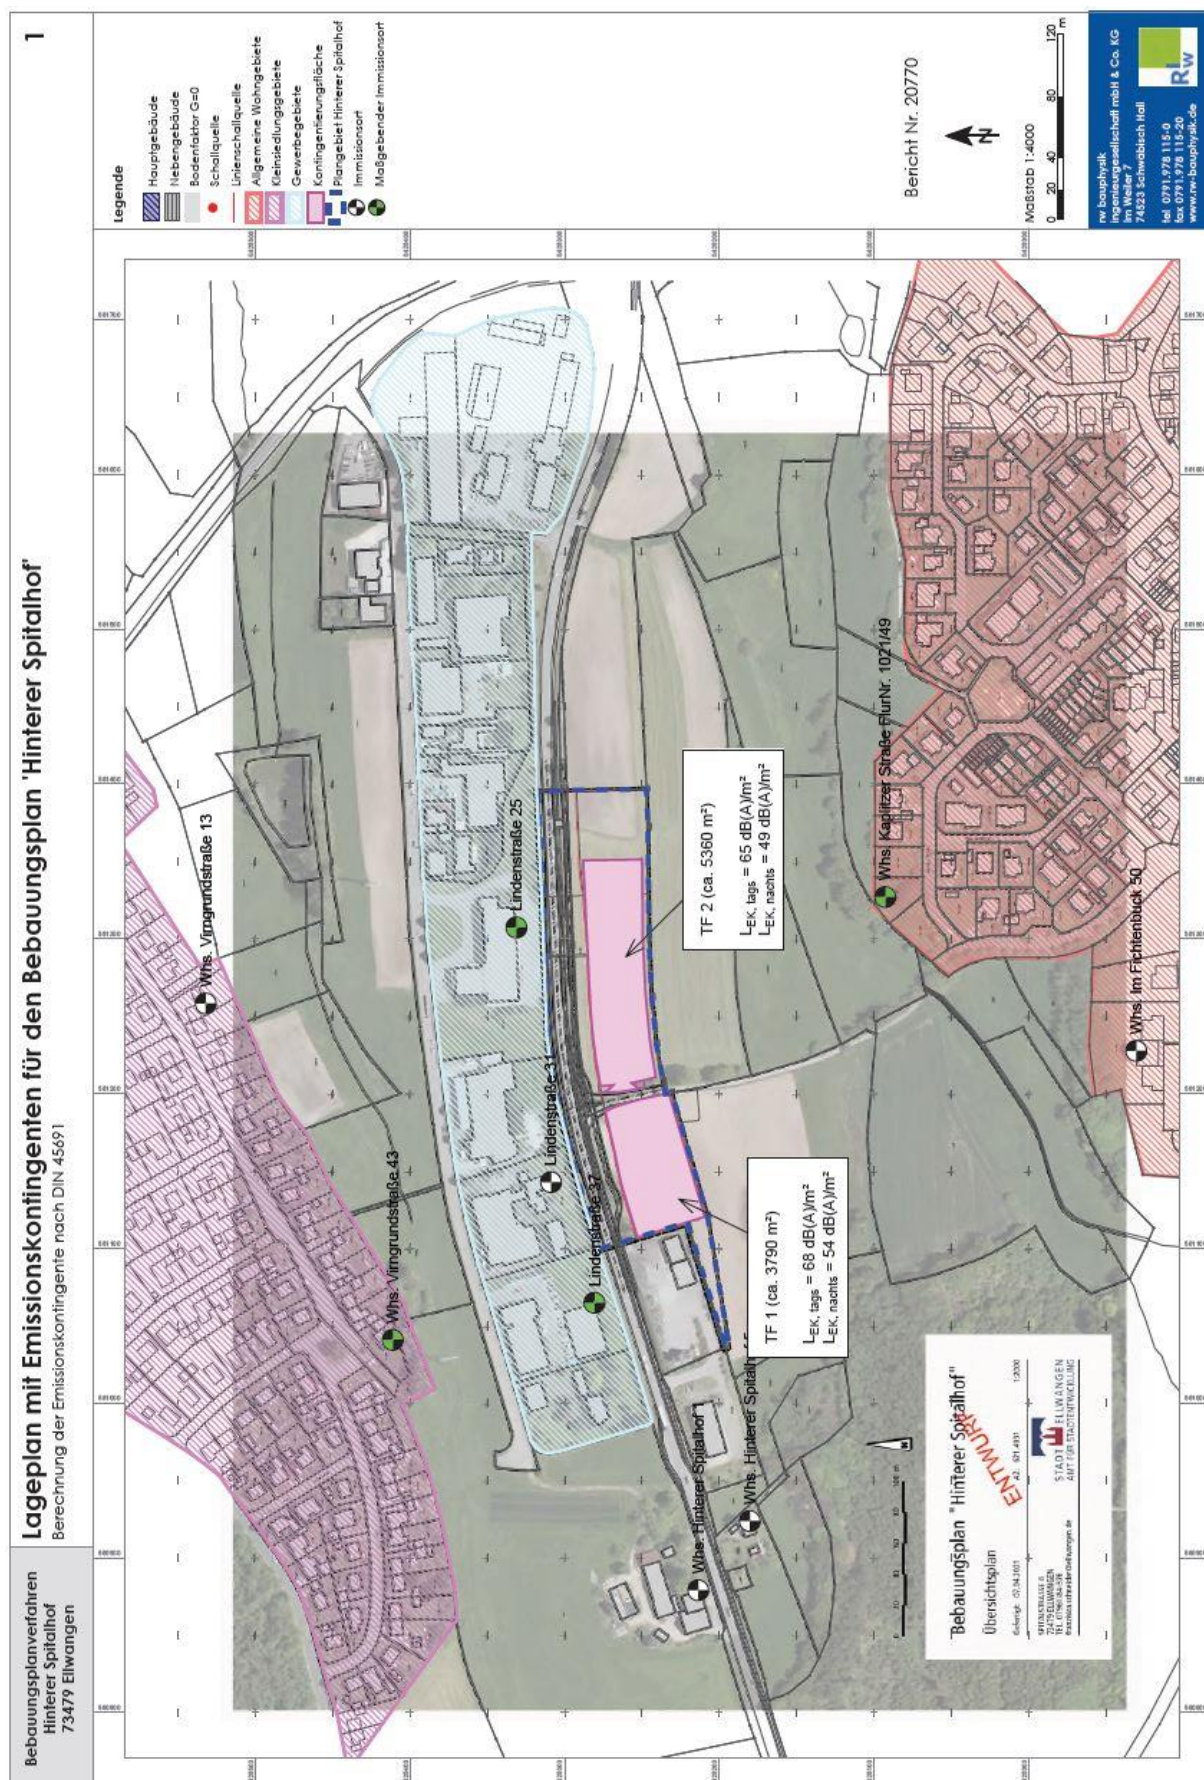 Bebauungsplanverfahren
Hinterer Spitalhof
73479 Ellwangen
Lageplan mit Emissionskontingenten für den Bebauungsplan 'Hinterer Spitalhof'
Berechnung der Emissionskontingente nach DIN 45691
1
Legende
Hauptgebäude
Nebengebäude
Bodenfaktor G=0
Schallquelle
Linienschallquelle
Allgemeine Wohngebiete
Kleinsiedlungsgebiete
Gewerbegebiete
Kontingentierungsfläche
Plangebiet Hinterer Spitalhof
Immissionsort
Maßgebender Immissionsort
Whs. Virngrundstraße 13
Whs. Virngrundstraße 43
Lindenstraße 25
Lindenstraße 31
Lindenstraße 37
TF 2 (ca. 5360 m²)
LEK, tags = 65 dB(A)/m²
LEK, nachts = 49 dB(A)/m²
TF 1 (ca. 3790 m²)
LEK, tags = 68 dB(A)/m²
LEK, nachts = 54 dB(A)/m²
Whs. Hinterer Spitalhof 1
Whs. Hinterer
Whs. Kaplitzer Straße FlurNr. 1021/49
Whs. Im Fichtenbuck 50
Bebauungsplan "Hinterer Spitalhof"
ENTWURF
Übersichtsplan
1:2000
STADT ELLWANGEN
AMT FÜR STADTENTWICKLUNG
73479 ELLWANGEN
Bericht Nr. 20770
N
Maßstab 1:4000
0 20 40 80 120
m
rw bauphysik
ingenieurgesellschaft mbH & Co. KG
Im Weiler 7
74523 Schwäbisch Hall
tel 0791.978 115-0
fax 0791.978 115-20
www.rw-bauphysik.de
Rw